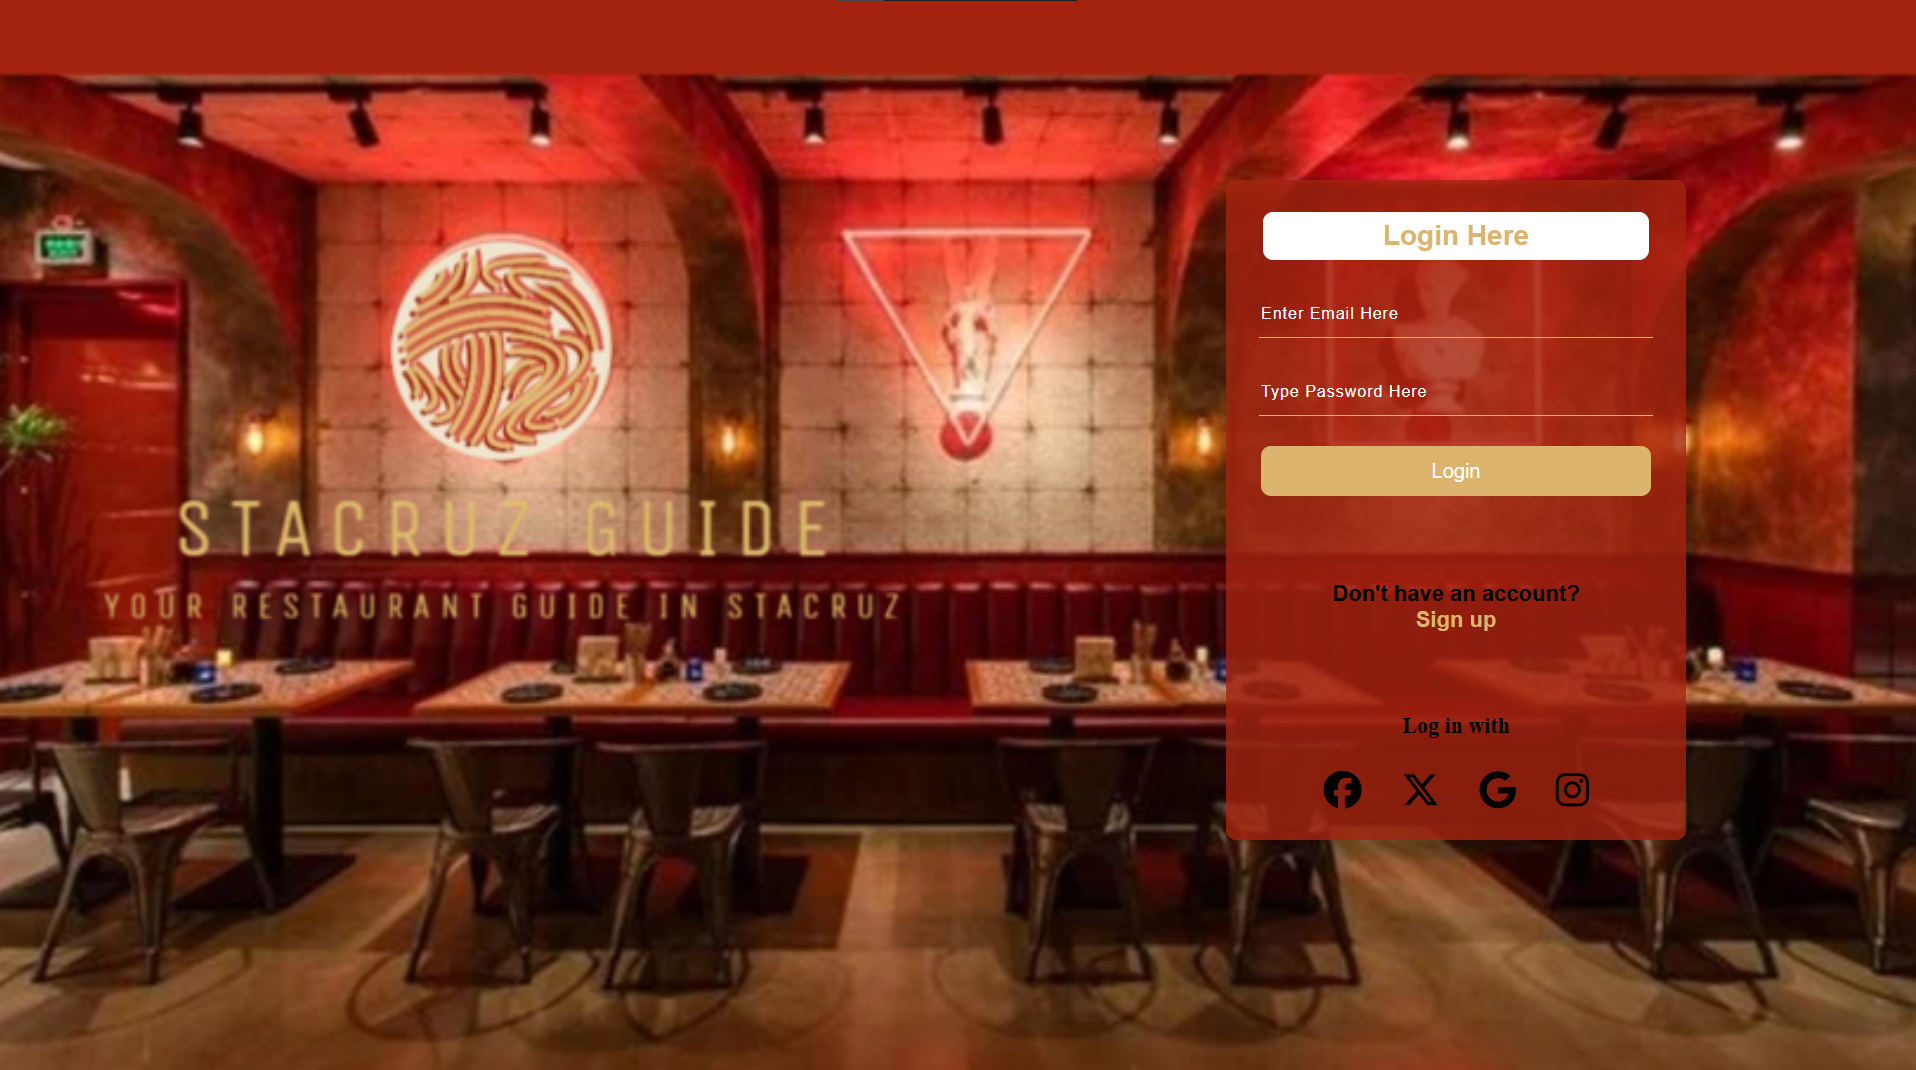 STACRUZ GUIDE
YOUR RESTAURANT GUIDE IN STACRUZ
Login Here
Enter Email Here
Type Password Here
Login
Don't have an account?
Sign up
Log in with